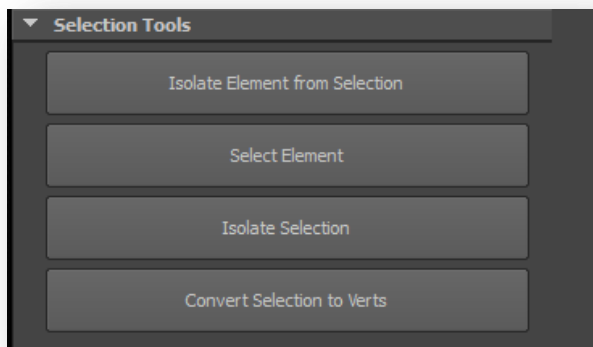 Selection Tools
Isolate Element from Selection
Select Element
Isolate Selection
Convert Selection to Verts